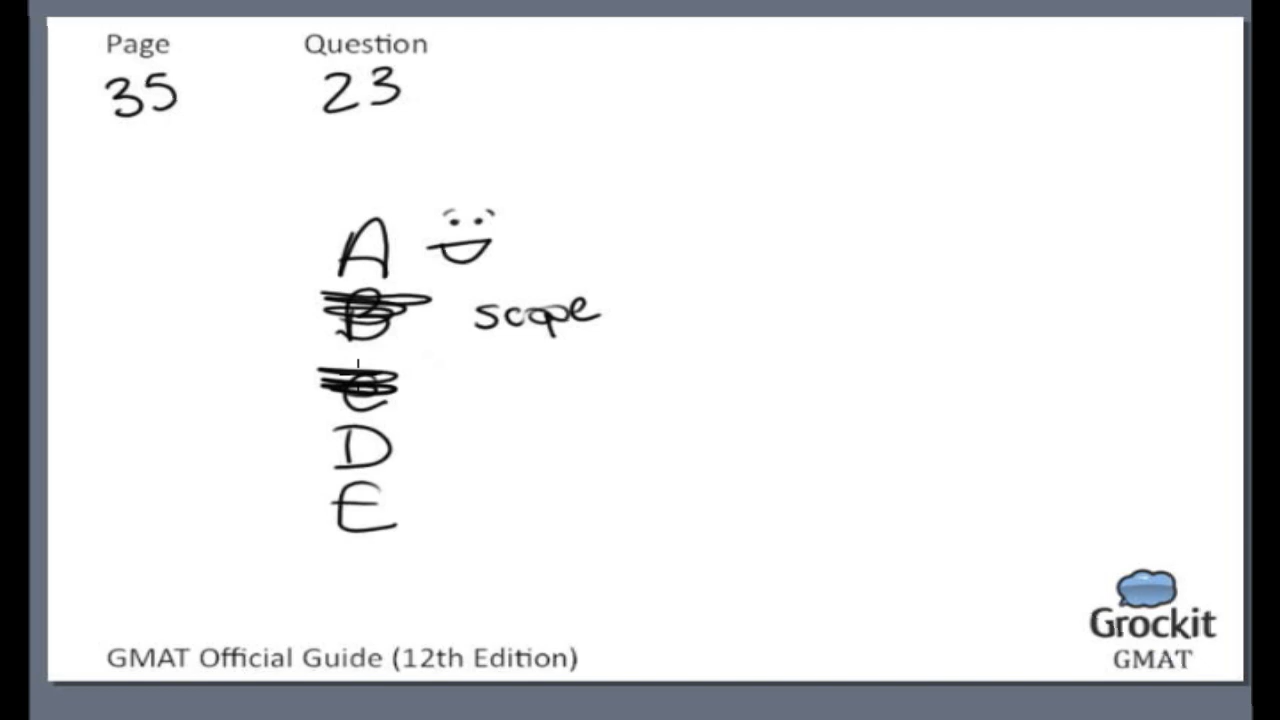 Page Question
35 23
A
B scope
C
D
E
Grockit
GMAT
GMAT Official Guide (12th Edition)